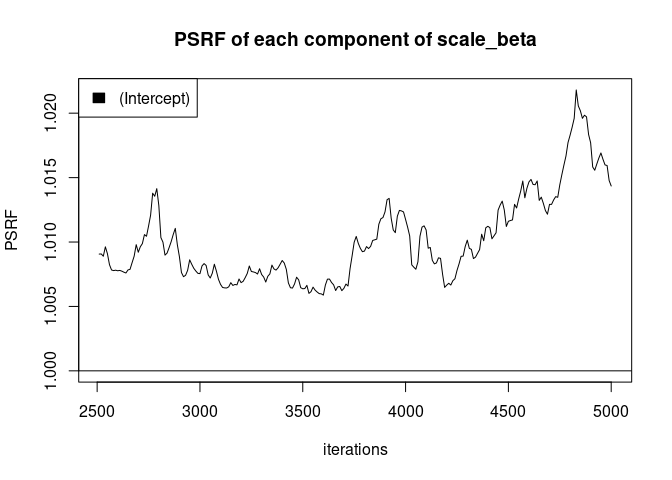 PSRF of each component of scale_beta
(Intercept)
PSRF
1.020
1.015
1.010
1.005
1.000
2500 3000 3500 4000 4500 5000
iterations